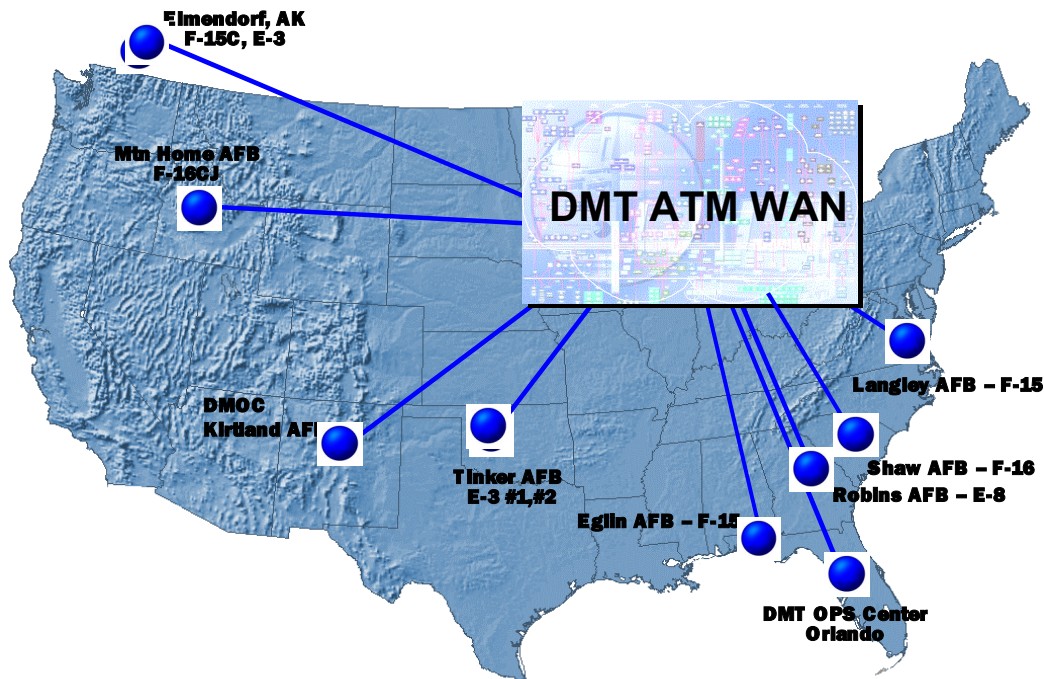 Elmendorf, AK
F-15C, E-3
Mtn Home AFB
F-16CJ
DMT ATM WAN
Langley AFB – F-15
DMOC
Kirtland AF
Tinker AFB
E-3 #1,#2
Shaw AFB – F-16
Robins AFB – E-8
Eglin AFB – F-15
DMT OPS Center
Orlando